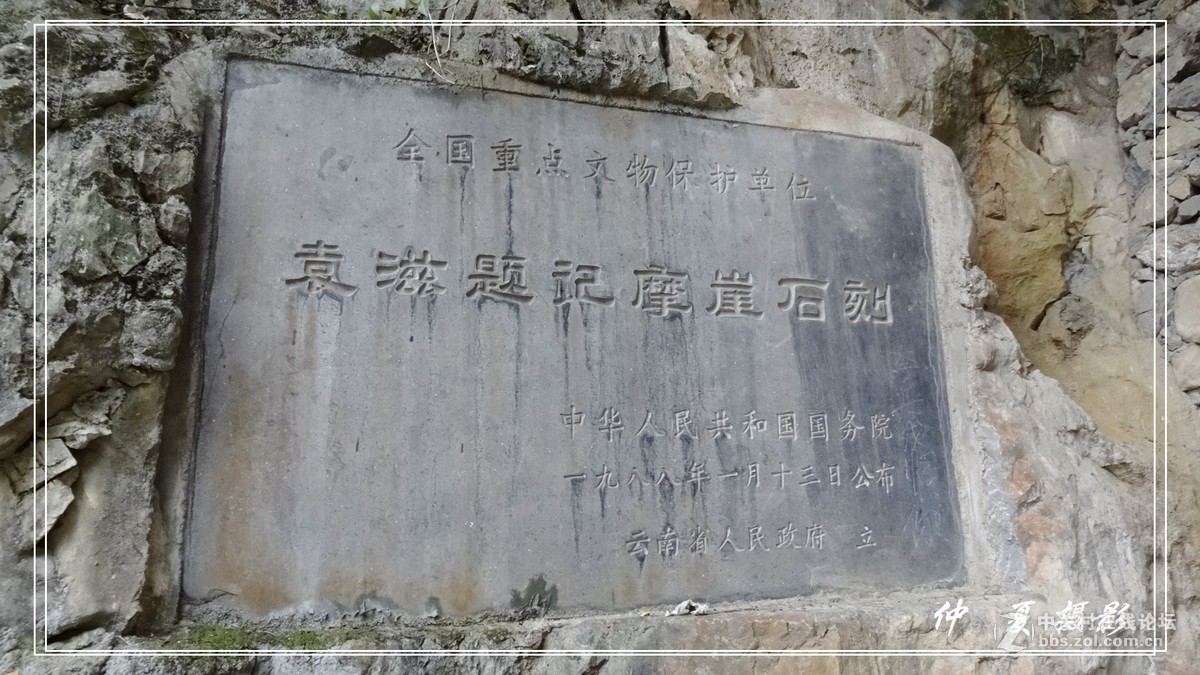 全国重点文物保护单位
袁滋题记摩崖石刻
中华人民共和国国务院
一九八八年一月十三日公布
云南省人民政府 立
仲夏摄影
中关村在线论坛
bbs.zol.com.cn